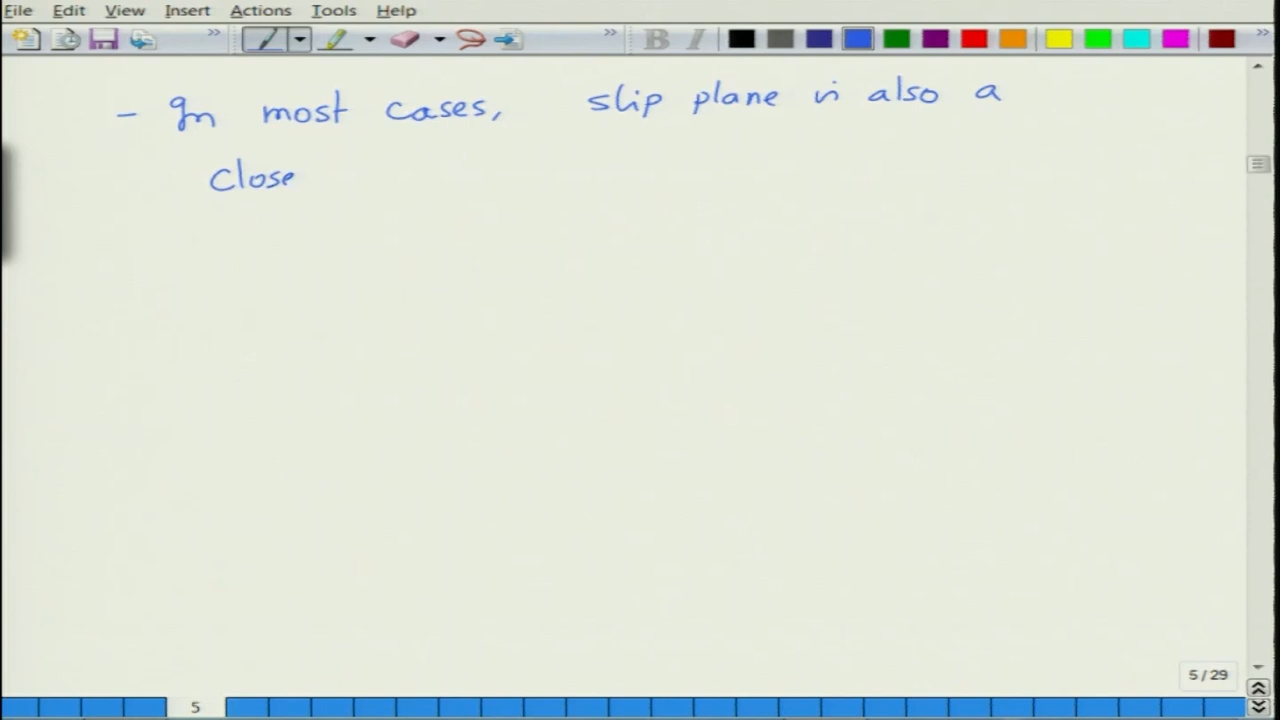 File Edit View Insert Actions Tools Help
B I
- In most cases, slip plane is also a
close
5 / 29
5